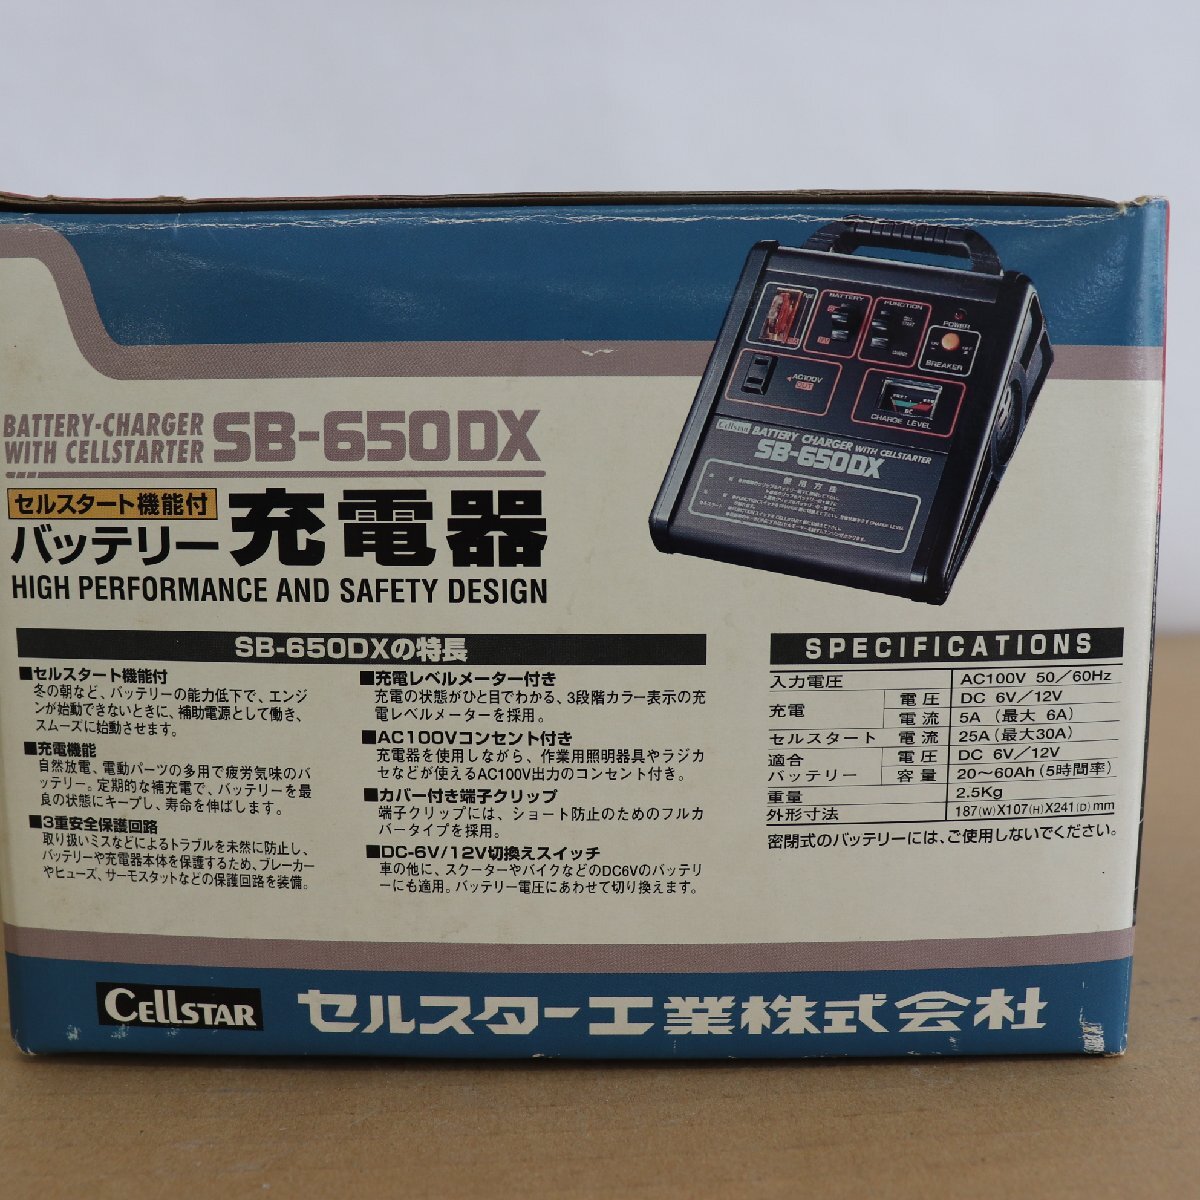 BATTERY-CHARGER
WITH CELLSTARTER
SB-650DX
セルスタート機能付
バッテリー充電器
HIGH PERFORMANCE AND SAFETY DESIGN
SB-650DXの特長
■セルスタート機能付
冬の朝など、バッテリーの能力低下で、エンジ
ンが始動できないときに、補助電源として働き、
スムーズに始動させます。
■充電機能
自然放電、電動パーツの多用で疲労気味のバ
ッテリー。定期的な補充電で、バッテリーを最
良の状態にキープし、寿命を伸ばします。
■3重安全保護回路
取り扱いミスなどによるトラブルを未然に防止し、
バッテリーや充電器本体を保護するため、ブレーカー
やヒューズ、サーモスタットなどの保護回路を装備。
■充電レベルメーター付き
充電の状態がひと目でわかる、3段階カラー表示の充
電レベルメーターを採用。
■AC100Vコンセント付き
充電器を使用しながら、作業用照明器具やラジカ
セなどが使えるAC100V出力のコンセント付き。
■カバー付き端子クリップ
端子クリップには、ショート防止のためのフルカ
バータイプを採用。
■DC-6V/12V切換えスイッチ
車の他に、スクーターやバイクなどのDC6Vのバッテリ
ーにも適用。バッテリー電圧にあわせて切り換えます。
BATTERY
FUNCTION
POWER
BREAKER
AC100V
OUT
CHARGE LEVEL
Cellstar BATTERY CHARGER WITH CELLSTARTER
SB-650DX
使用方法
SPECIFICATIONS
入力電圧 AC100V 50/60Hz
充電 電圧 DC 6V/12V
電流 5A (最大 6A)
セルスタート 電流 25A(最大30A)
適合バッテリー 電圧 DC 6V/12V
容量 20〜60Ah(5時間率)
重量 2.5Kg
外形寸法 187(W)X107(H)X241(D)mm
密閉式のバッテリーには、ご使用しないでください。
CELLSTAR セルスター工業株式会社